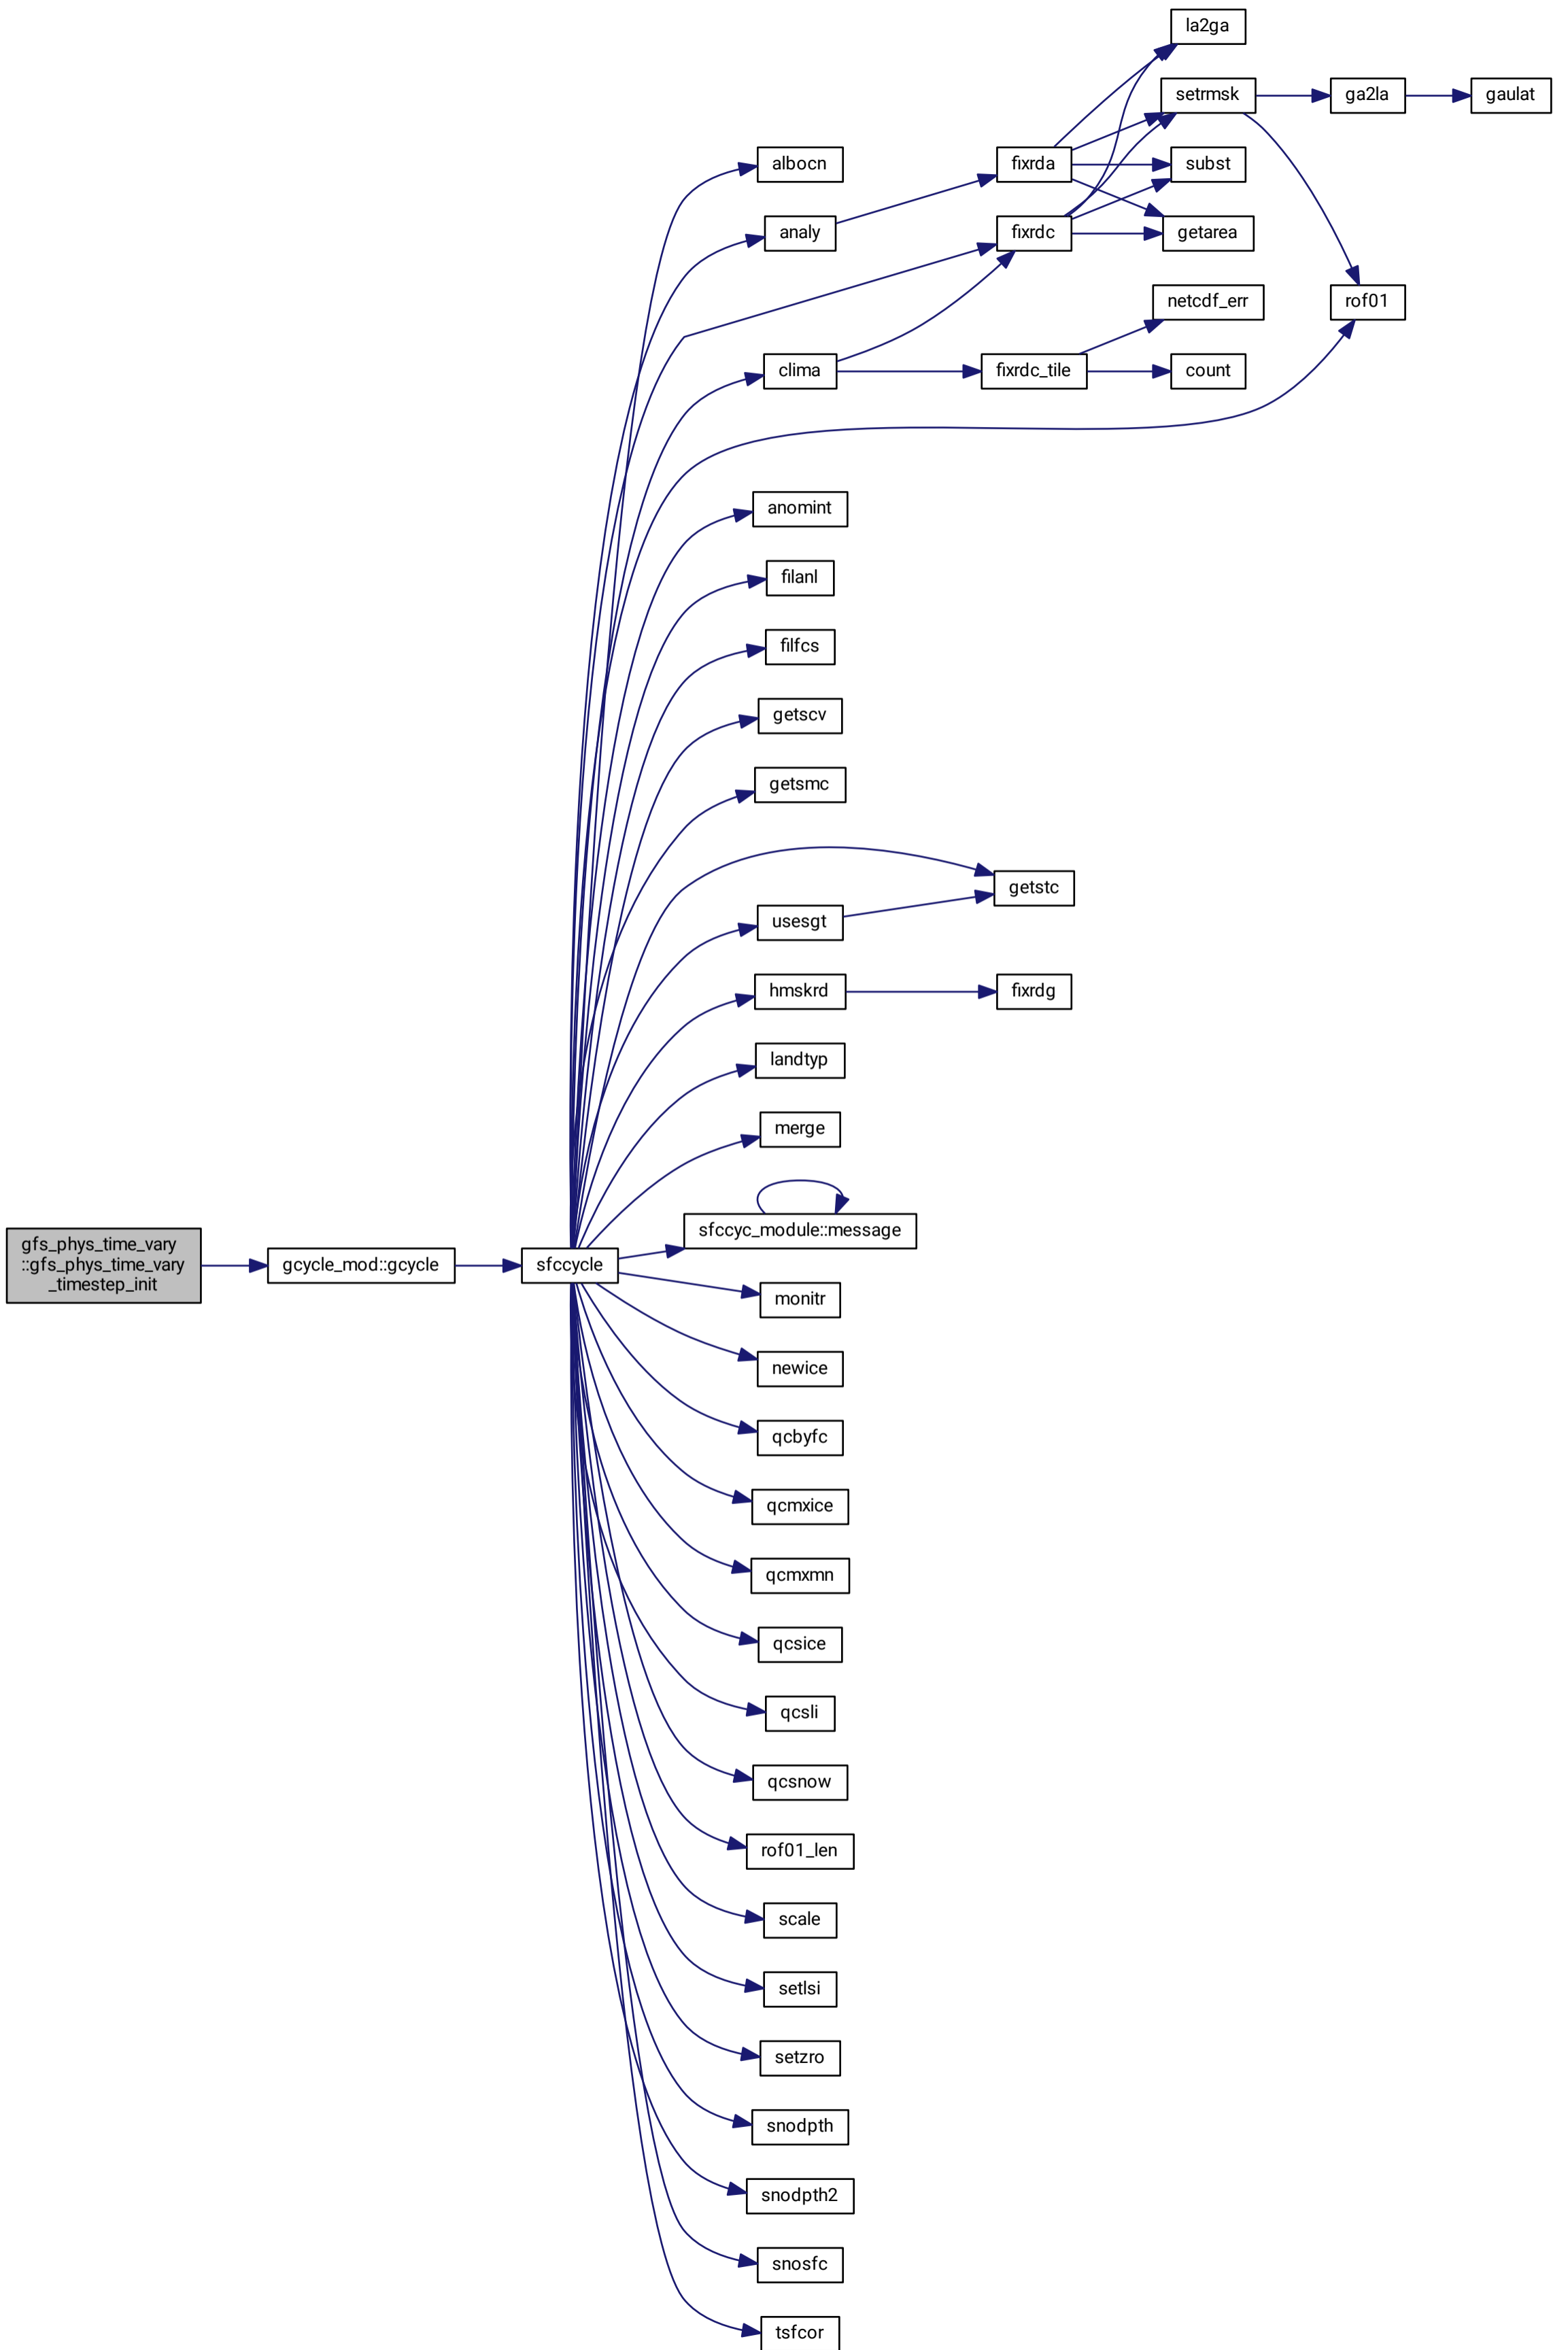 la2ga
setrmsk
ga2la
gaulat
albocn
fixrda
subst
analy
fixrdc
getarea
netcdf_err
rof01
clima
fixrdc_tile
count
anomint
filanl
filfcs
getscv
getsmc
getstc
usesgt
hmskrd
fixrdg
landtyp
merge
sfccyc_module::message
gfs_phys_time_vary
::gfs_phys_time_vary
_timestep_init
gcycle_mod::gcycle
sfccycle
monitr
newice
qcbyfc
qcmxice
qcmxmn
qcsice
qcsli
qcsnow
rof01_len
scale
setlsi
setzro
snodpth
snodpth2
snosfc
tsfcor